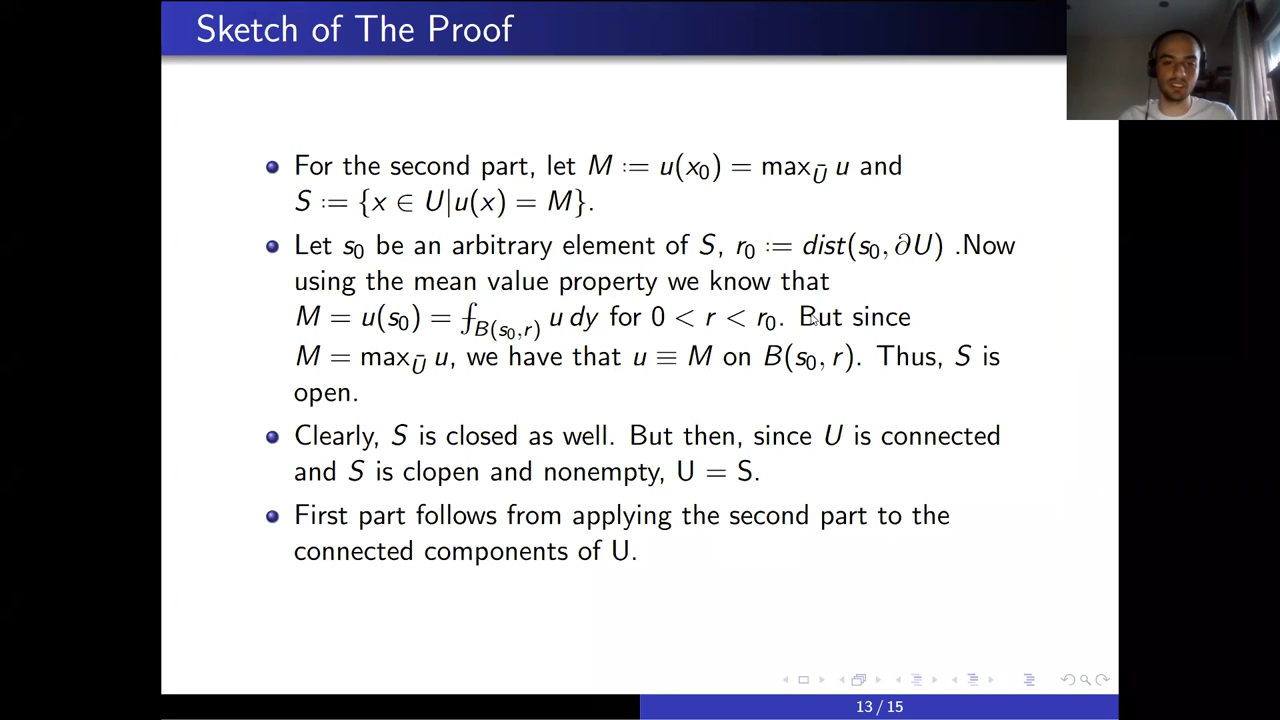 Sketch of The Proof
For the second part, let M := u(x₀) = max_Ū u and
S := {x ∈ U|u(x) = M}.
Let s₀ be an arbitrary element of S, r₀ := dist(s₀, ∂U) .Now
using the mean value property we know that
M = u(s₀) = ⨍_B(s₀,r) u dy for 0 < r < r₀. But since
M = max_Ū u, we have that u ≡ M on B(s₀, r). Thus, S is
open.
Clearly, S is closed as well. But then, since U is connected
and S is clopen and nonempty, U = S.
First part follows from applying the second part to the
connected components of U.
13 / 15